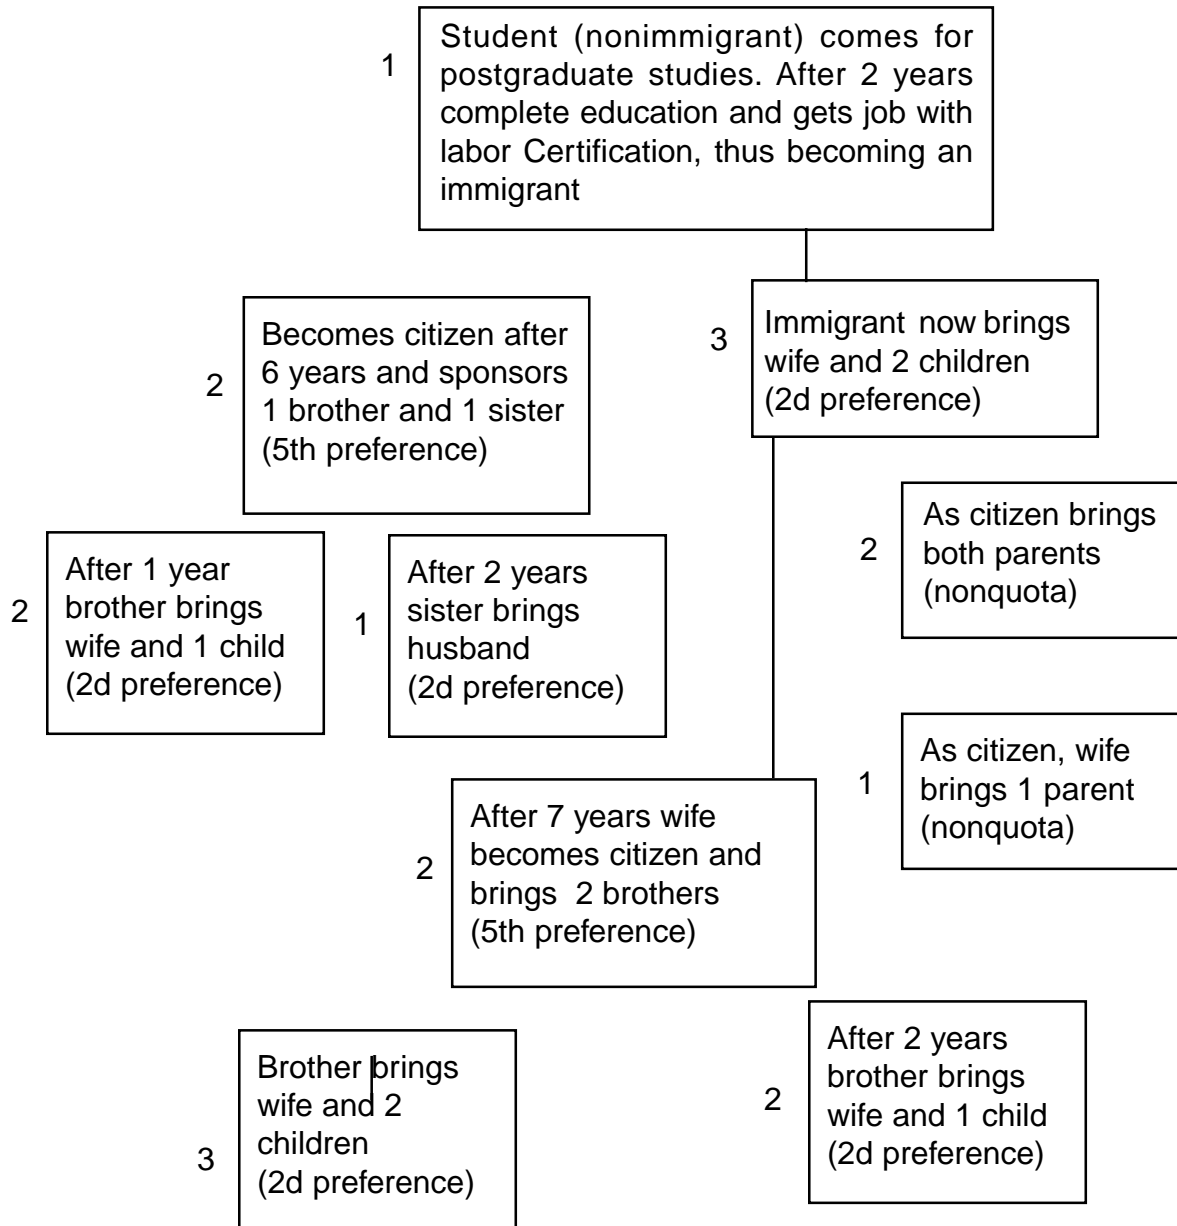 1
Student (nonimmigrant) comes for
postgraduate studies. After 2 years
complete education and gets job with
labor Certification, thus becoming an
immigrant
2
Becomes citizen after
6 years and sponsors
1 brother and 1 sister
(5th preference)
3
Immigrant now brings
wife and 2 children
(2d preference)
2
After 1 year
brother brings
wife and 1 child
(2d preference)
1
After 2 years
sister brings
husband
(2d preference)
2
As citizen brings
both parents
(nonquota)
1
As citizen, wife
brings 1 parent
(nonquota)
2
After 7 years wife
becomes citizen and
brings 2 brothers
(5th preference)
3
Brother brings
wife and 2
children
(2d preference)
2
After 2 years
brother brings
wife and 1 child
(2d preference)